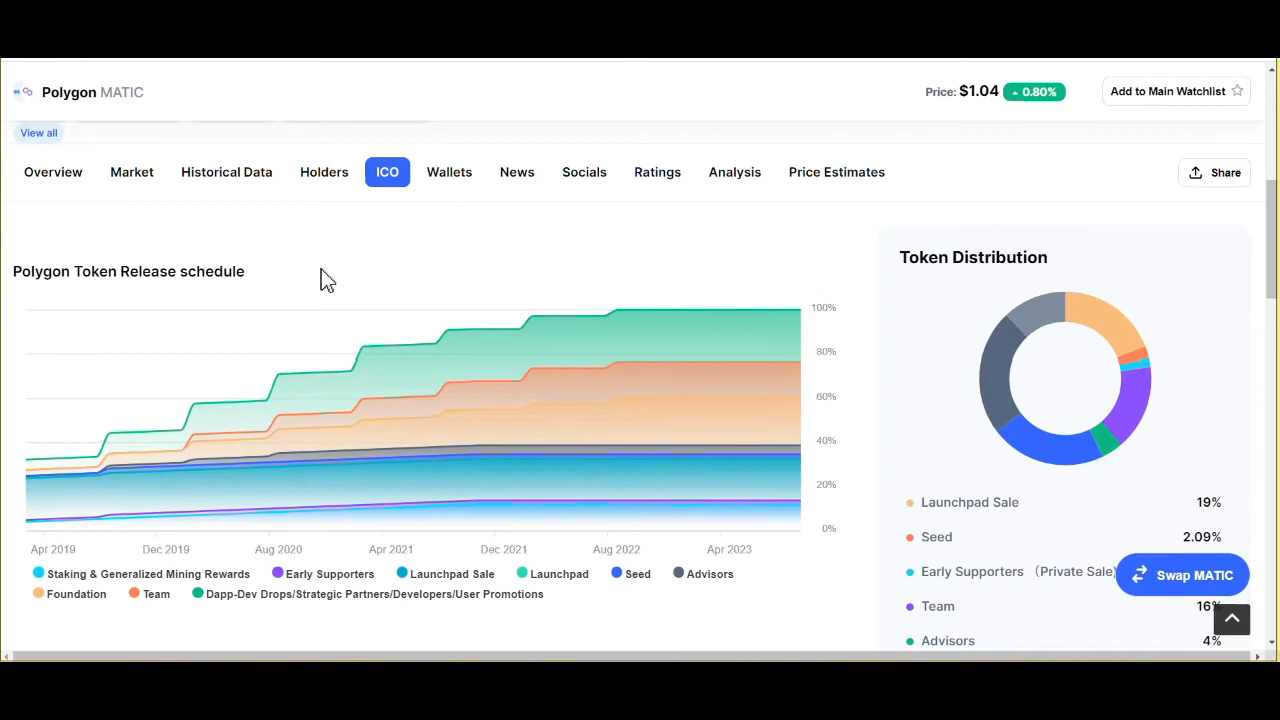 Polygon MATIC
Price: $1.04 0.80%
Add to Main Watchlist
View all
Overview Market Historical Data Holders ICO Wallets News Socials Ratings Analysis Price Estimates
Share
Polygon Token Release schedule
100%
80%
60%
40%
20%
0%
Apr 2019 Dec 2019 Aug 2020 Apr 2021 Dec 2021 Aug 2022 Apr 2023
Staking & Generalized Mining Rewards Early Supporters Launchpad Sale Launchpad Seed Advisors
Foundation Team Dapp-Dev Drops/Strategic Partners/Developers/User Promotions
Token Distribution
Launchpad Sale 19%
Seed 2.09%
Early Supporters （Private Sale)
Swap MATIC
Team 16%
Advisors 4%